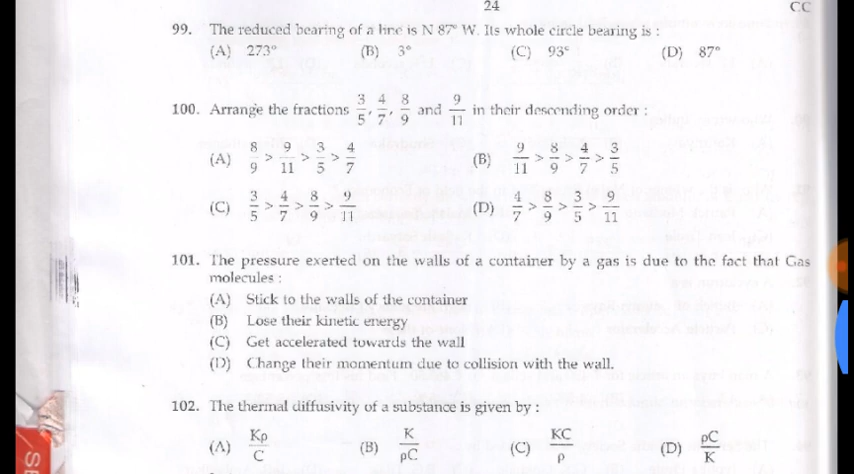 24
CC
99. The reduced bearing of a line is N 87° W. Its whole circle bearing is :
(A) 273° (B) 3° (C) 93° (D) 87°
100. Arrange the fractions 3/5, 4/7, 8/9 and 9/11 in their descending order :
(A) 8/9 > 9/11 > 3/5 > 4/7 (B) 9/11 > 8/9 > 4/7 > 3/5
(C) 3/5 > 4/7 > 8/9 > 9/11 (D) 4/7 > 8/9 > 3/5 > 9/11
101. The pressure exerted on the walls of a container by a gas is due to the fact that Gas
molecules :
(A) Stick to the walls of the container
(B) Lose their kinetic energy
(C) Get accelerated towards the wall
(D) Change their momentum due to collision with the wall.
102. The thermal diffusivity of a substance is given by :
(A) Kρ/C (B) K/ρC (C) KC/ρ (D) ρC/K